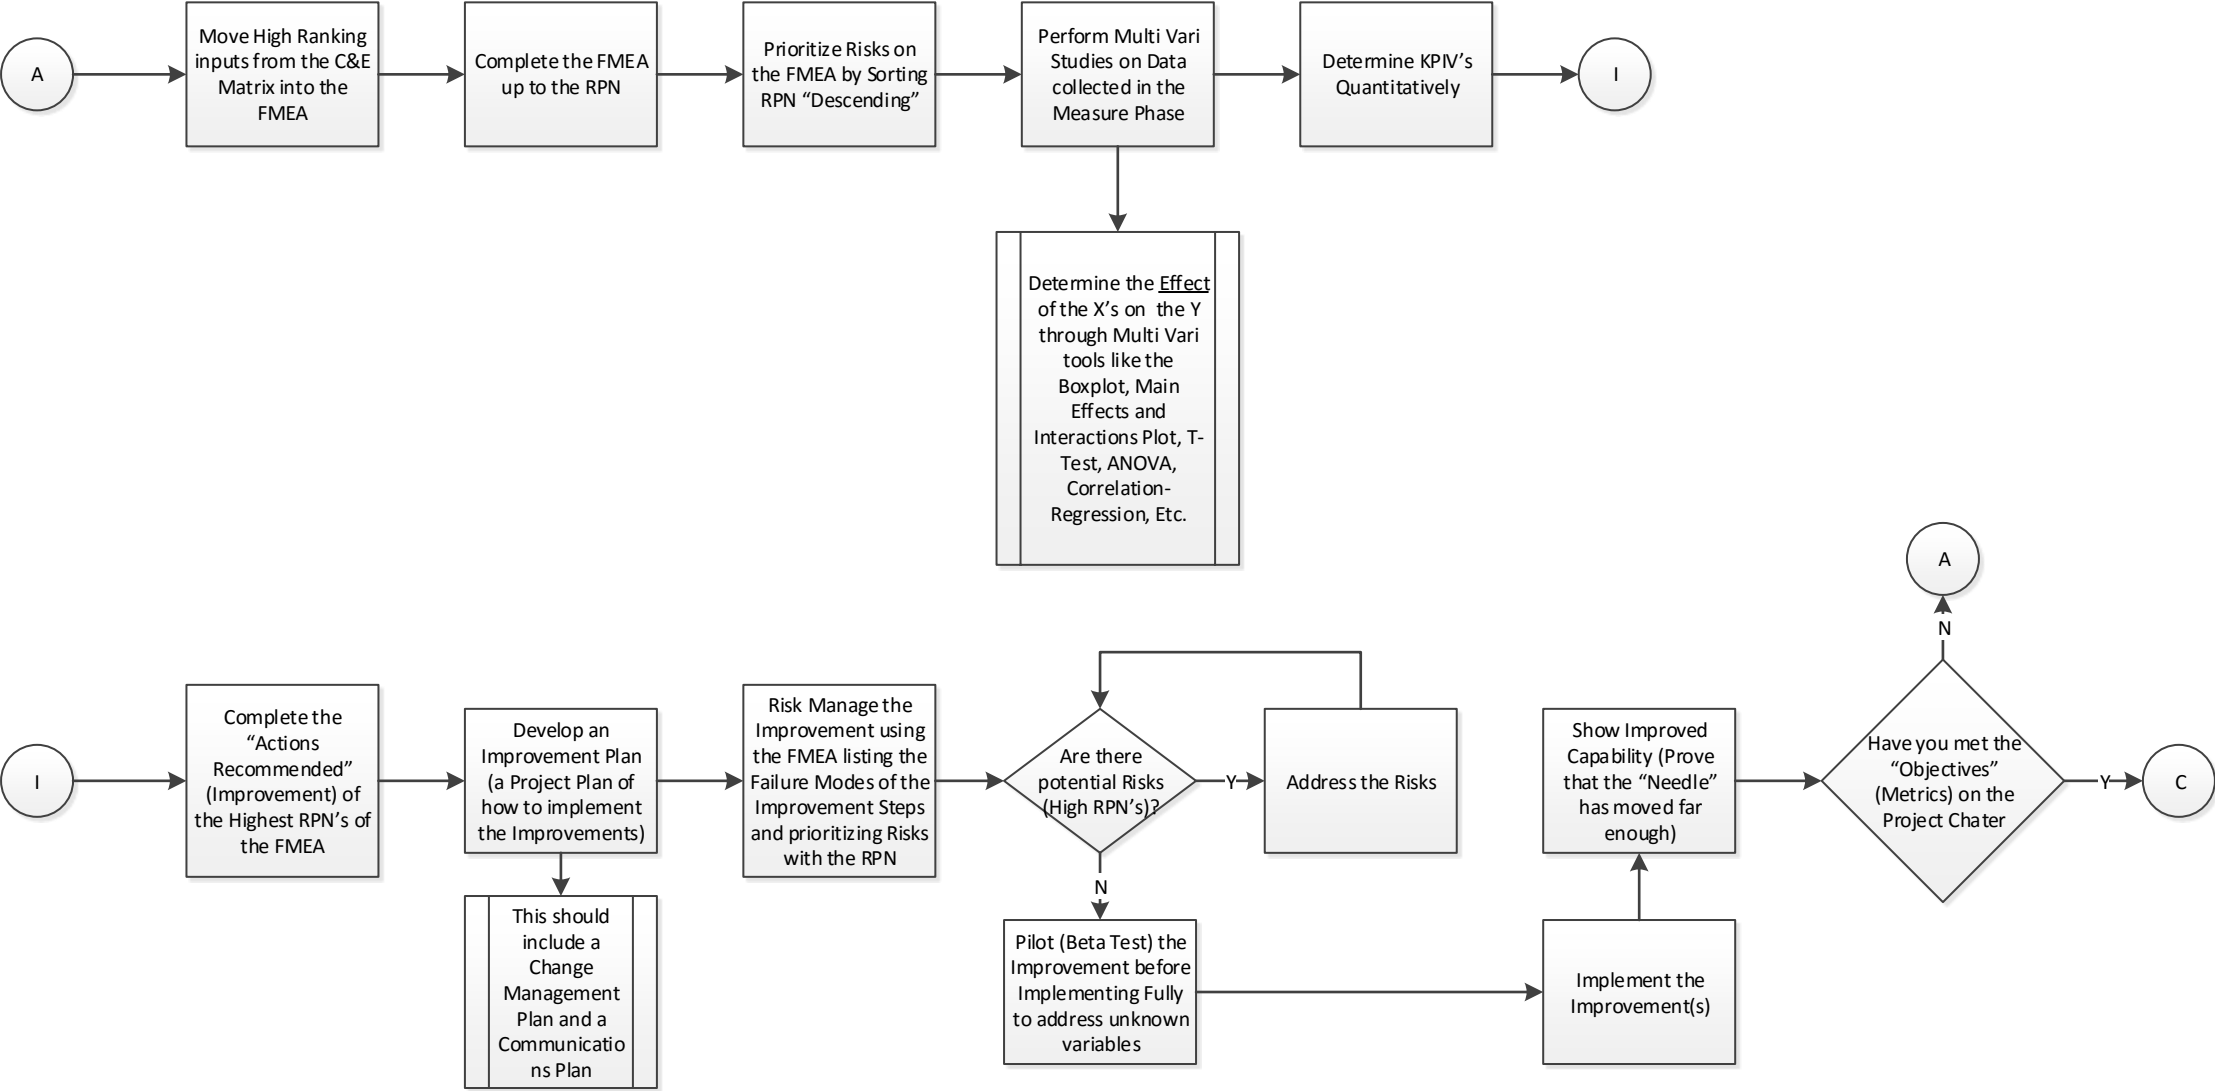 A
Move High Ranking
inputs from the C&E
Matrix into the
FMEA
Complete the FMEA
up to the RPN
Prioritize Risks on
the FMEA by Sorting
RPN “Descending”
Perform Multi Vari
Studies on Data
collected in the
Measure Phase
Determine KPIV’s
Quantitatively
I
Determine the Effect
of the X’s on the Y
through Multi Vari
tools like the
Boxplot, Main
Effects and
Interactions Plot, T-
Test, ANOVA,
Correlation-
Regression, Etc.
I
Complete the
“Actions
Recommended”
(Improvement) of
the Highest RPN’s of
the FMEA
Develop an
Improvement Plan
(a Project Plan of
how to implement
the Improvements)
This should
include a
Change
Management
Plan and a
Communicatio
ns Plan
Risk Manage the
Improvement using
the FMEA listing the
Failure Modes of the
Improvement Steps
and prioritizing Risks
with the RPN
Are there
potential Risks
(High RPN’s)?
Y
Address the Risks
N
Pilot (Beta Test) the
Improvement before
Implementing Fully
to address unknown
variables
Implement the
Improvement(s)
Show Improved
Capability (Prove
that the “Needle”
has moved far
enough)
Have you met the
“Objectives”
(Metrics) on the
Project Chater
N
A
Y
C